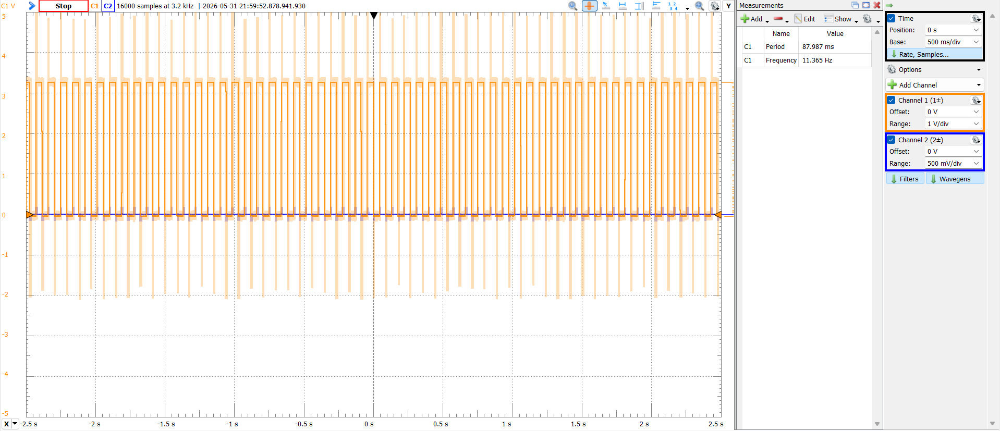 C1 V
Stop
C1
C2
16000 samples at 3.2 kHz | 2026-05-31 21:59:52.878.941.930
Y
5
4
3
2
1
0
-1
-2
-3
-4
-5
X
-2.5 s
-2 s
-1.5 s
-1 s
-0.5 s
0 s
0.5 s
1 s
1.5 s
2 s
2.5 s
Measurements
Add
Edit
Show
Name Value
C1 Period 87.987 ms
C1 Frequency 11.365 Hz
Time
Position: 0 s
Base: 500 ms/div
Rate, Samples...
Options
Add Channel
Channel 1 (1±)
Offset: 0 V
Range: 1 V/div
Channel 2 (2±)
Offset: 0 V
Range: 500 mV/div
Filters
Wavegens